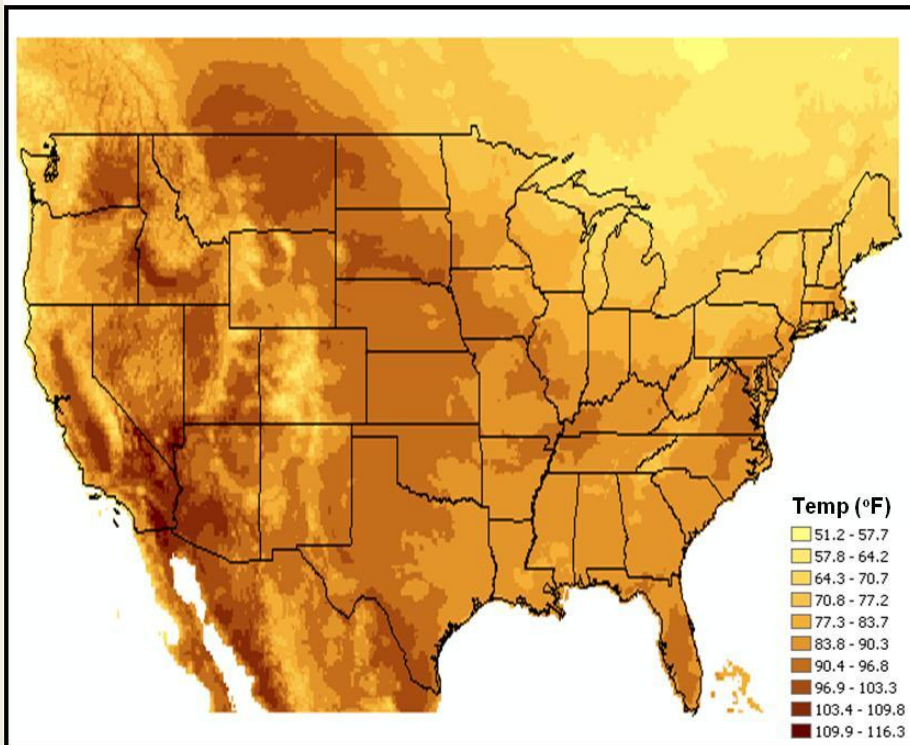 Temp (ºF)
51.2 - 57.7
57.8 - 64.2
64.3 - 70.7
70.8 - 77.2
77.3 - 83.7
83.8 - 90.3
90.4 - 96.8
96.9 - 103.3
103.4 - 109.8
109.9 - 116.3